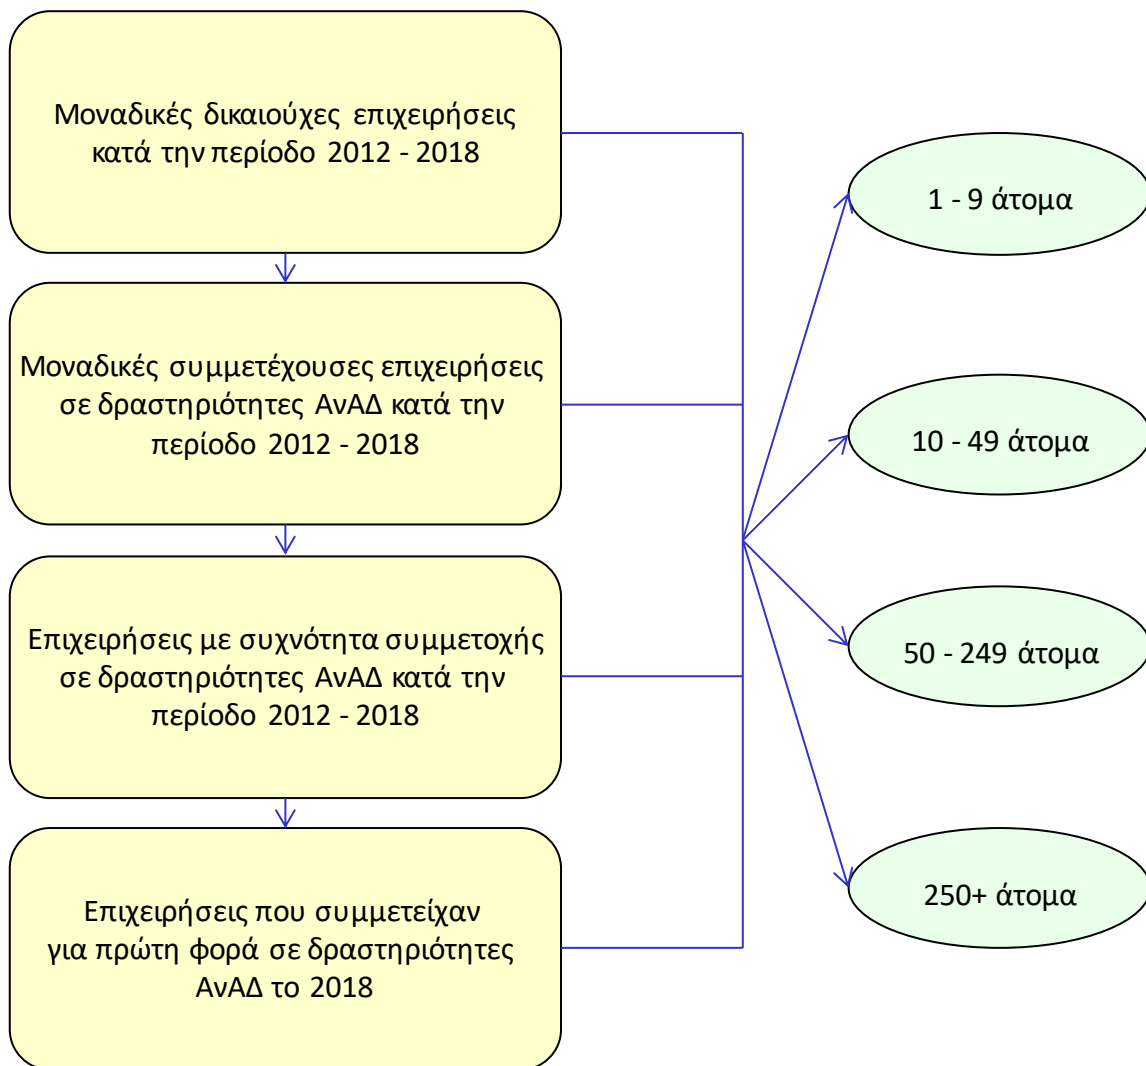 Μοναδικές δικαιούχες επιχειρήσεις
κατά την περίοδο 2012 - 2018
Μοναδικές συμμετέχουσες επιχειρήσεις
σε δραστηριότητες ΑνΑΔ κατά την
περίοδο 2012 - 2018
Επιχειρήσεις με συχνότητα συμμετοχής
σε δραστηριότητες ΑνΑΔ κατά την
περίοδο 2012 - 2018
Επιχειρήσεις που συμμετείχαν
για πρώτη φορά σε δραστηριότητες
ΑνΑΔ το 2018
1 - 9 άτομα
10 - 49 άτομα
50 - 249 άτομα
250+ άτομα